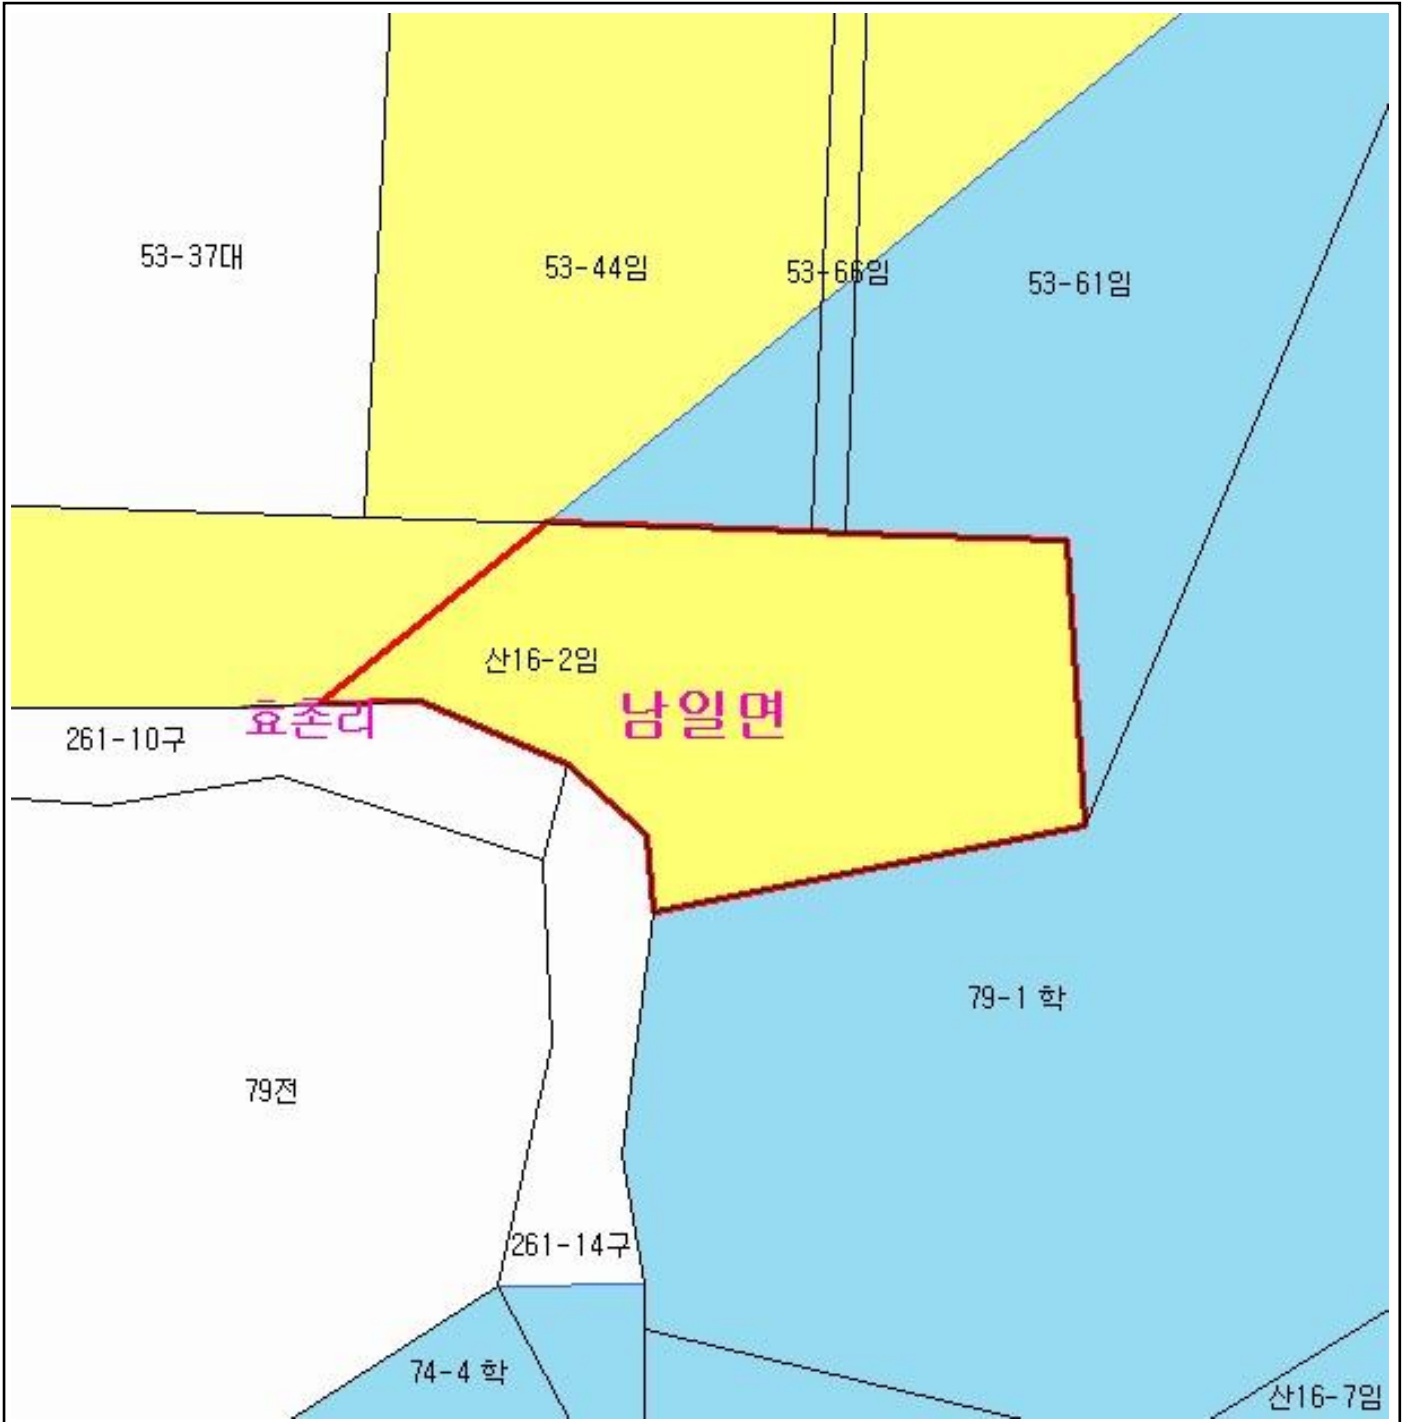 53-37대
53-44임
53-66임
53-61임
산16-2임
효촌리
남일면
261-10구
79-1 학
79전
261-14구
74-4 학
산16-7임